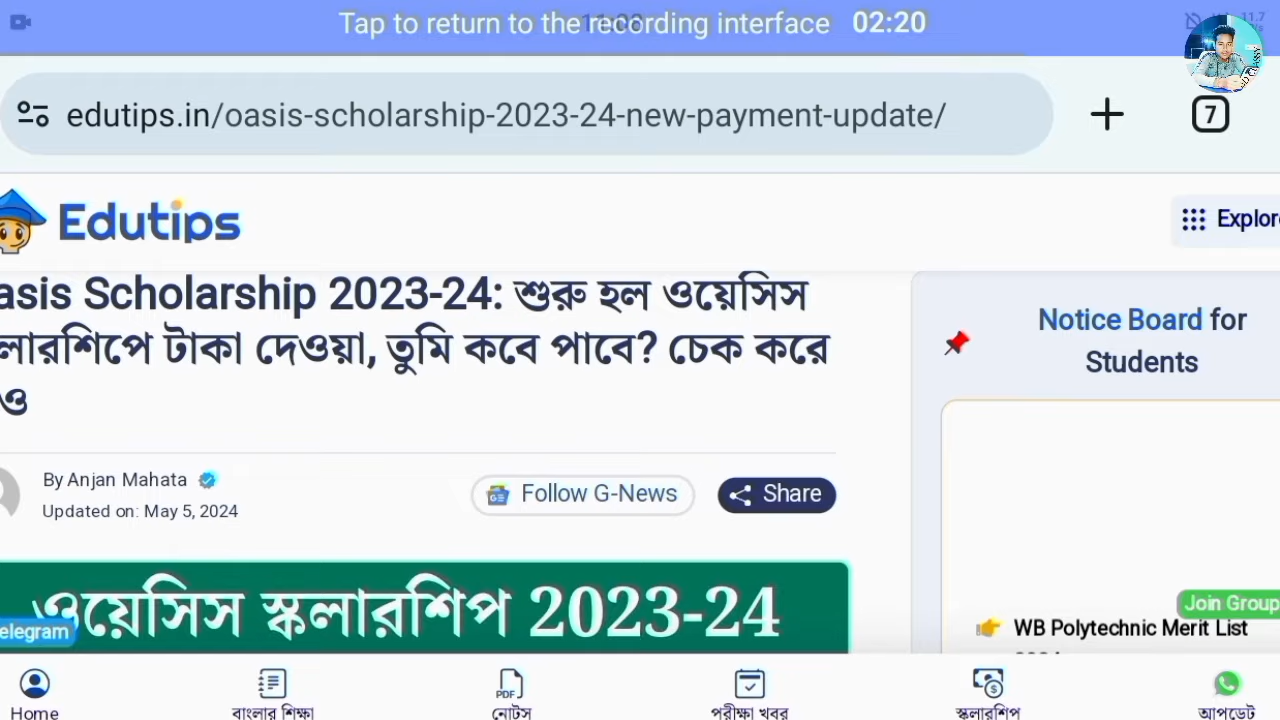 Tap to return to the recording interface 02:20
edutips.in/oasis-scholarship-2023-24-new-payment-update/
7
Edutips
Explor
asis Scholarship 2023-24: শুরু হল ওয়েসিস
লারশিপে টাকা দেওয়া, তুমি কবে পাবে? চেক করে
ও
By Anjan Mahata
Updated on: May 5, 2024
Follow G-News
Share
Notice Board for
Students
ওয়েসিস স্কলারশিপ 2023-24
elegram
Join Group
WB Polytechnic Merit List
Home
বাংলার শিক্ষা
PDF
নোটস
পরীক্ষা খবর
স্কলারশিপ
আপডেট